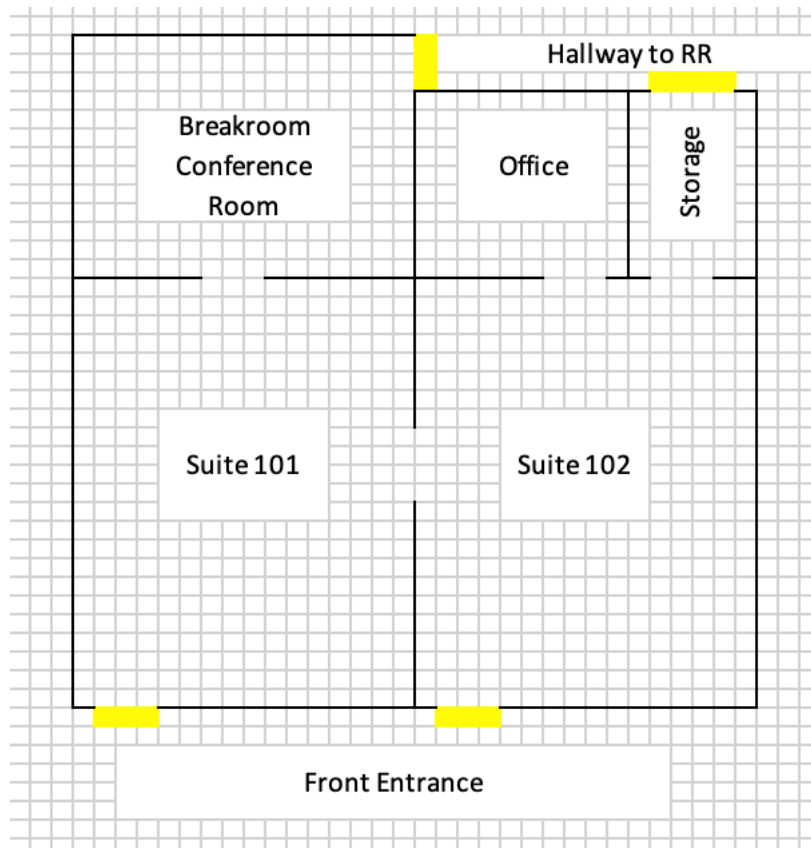 Hallway to RR
Breakroom
Conference
Room
Office
Storage
Suite 101
Suite 102
Front Entrance